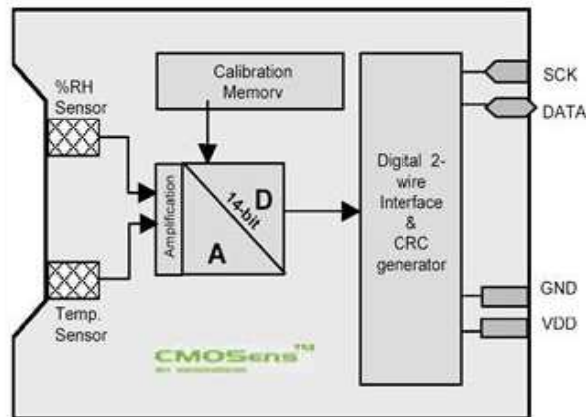 %RH
Sensor
Calibration
Memory
SCK
DATA
Digital 2-
wire
Interface
&
CRC
generator
Amplification
14-bit
D
A
Temp.
Sensor
GND
VDD
CMOSens™